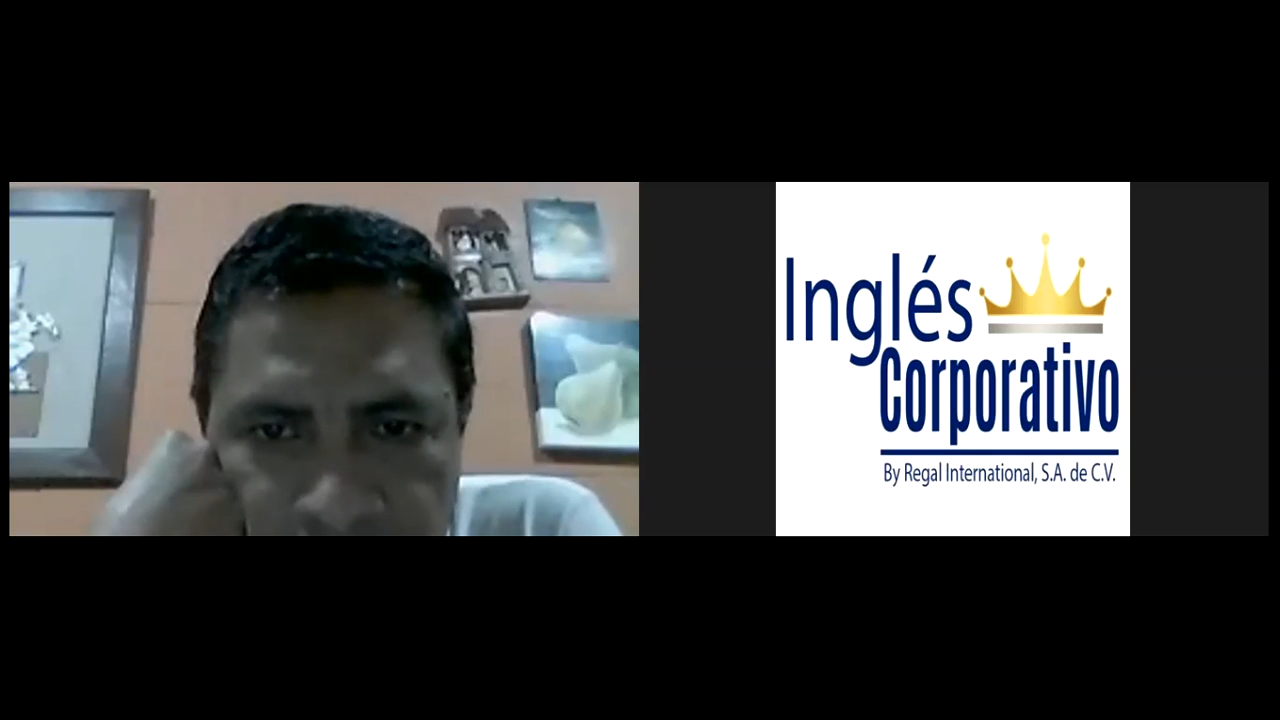 Inglés
Corporativo
By Regal International, S.A. de C.V.